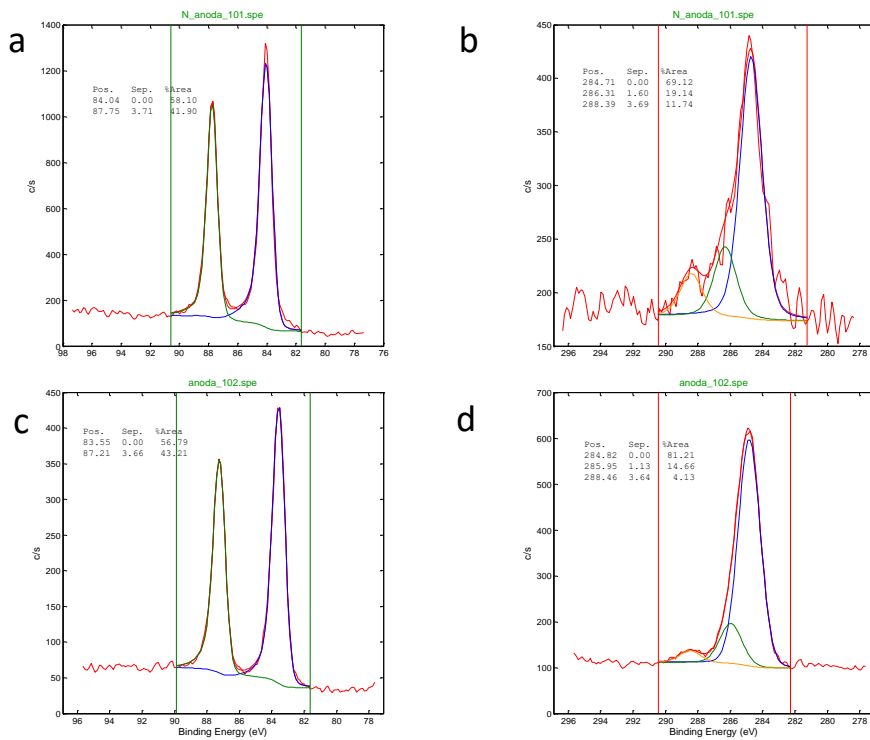 a
N_anoda_101.spe
1400
1200
1000
800
600
400
200
0
c/s
Pos. Sep. %Area
84.04 0.00 58.10
87.75 3.71 41.90
98 96 94 92 90 88 86 84 82 80 78 76
b
N_anoda_101.spe
450
400
350
300
250
200
150
c/s
Pos. Sep. %Area
284.71 0.00 69.12
286.31 1.60 19.14
288.39 3.69 11.74
296 294 292 290 288 286 284 282 280 278
c
anoda_102.spe
450
400
350
300
250
200
150
100
50
0
c/s
Pos. Sep. %Area
83.55 0.00 56.79
87.21 3.66 43.21
94 92 90 88 86 84 82 80 78
Binding Energy (eV)
d
anoda_102.spe
700
600
500
400
300
200
100
0
c/s
Pos. Sep. %Area
284.82 0.00 81.21
285.95 1.13 14.66
288.46 3.64 4.13
296 294 292 290 288 286 284 282 280 278
Binding Energy (eV)